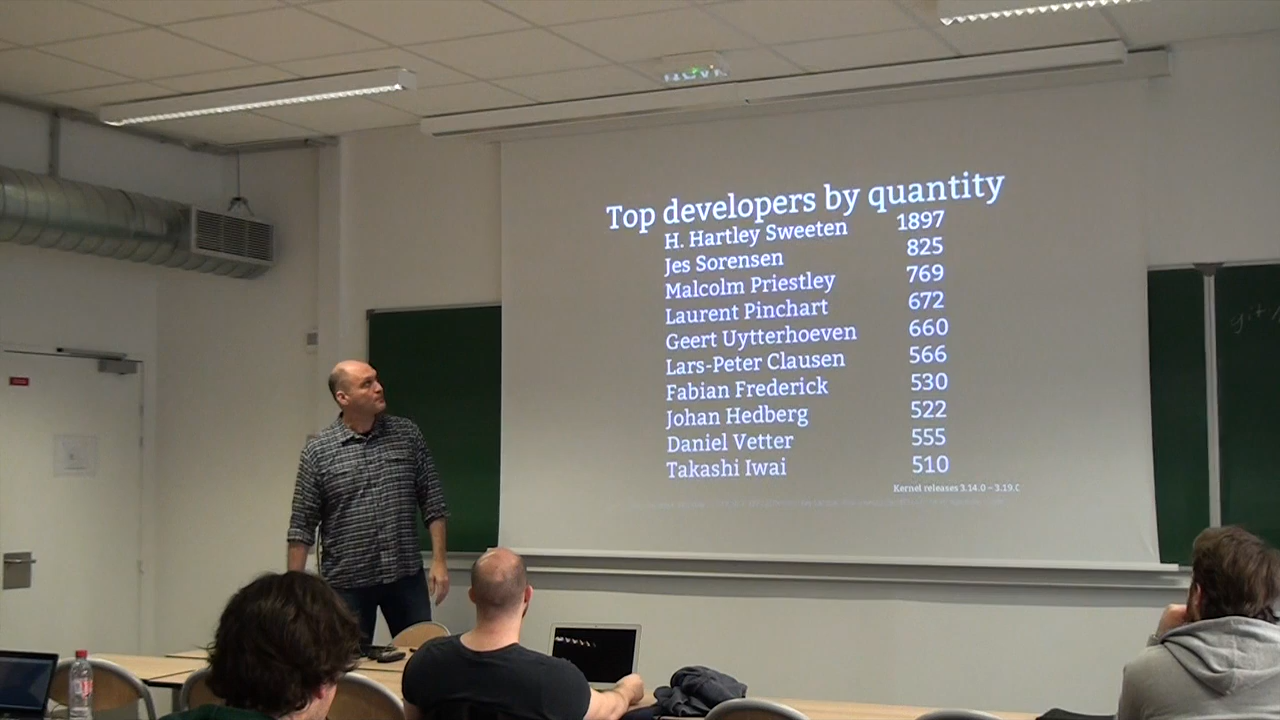 Top developers by quantity
H. Hartley Sweeten 1897
Jes Sorensen 825
Malcolm Priestley 769
Laurent Pinchart 672
Geert Uytterhoeven 660
Lars-Peter Clausen 566
Fabian Frederick 530
Johan Hedberg 522
Daniel Vetter 555
Takashi Iwai 510
Kernel releases 3.14.0 – 3.19.0
git